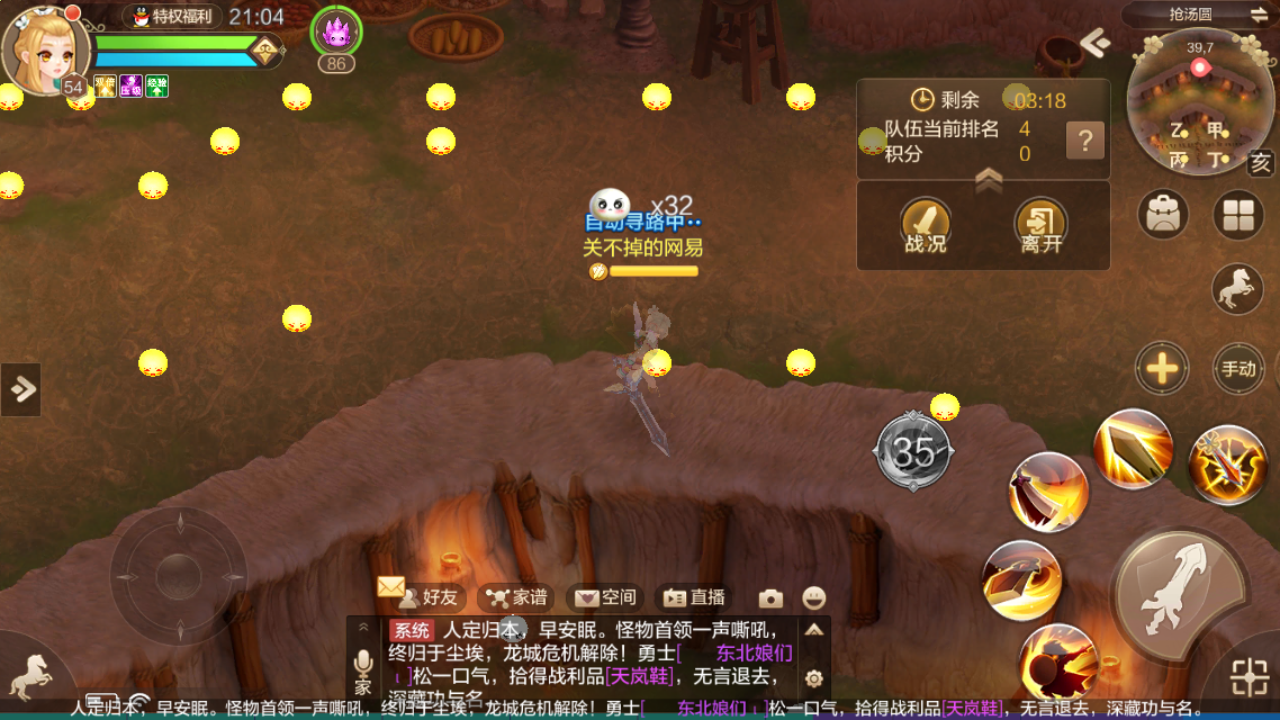 特权福利
21:04
抢汤圆
54
86
双倍
压级
经验
39,7
剩余 03:18
队伍当前排名 4
积分 0
?
乙 甲
丙 丁
亥
战况
离开
x32
自动寻路中··
关不掉的网易
手动
35
好友
家谱
空间
直播
系统 人定归本，早安眠。怪物首领一声嘶吼，
终归于尘埃，龙城危机解除！勇士[ 东北娘们
ι]松一口气，拾得战利品[天岚鞋]，无言退去，
深藏功与名
家
人定归本，早安眠。怪物首领一声嘶吼，终归于尘埃，龙城危机解除！勇士[ 东北娘们 ι]松一口气，拾得战利品[天岚鞋]，无言退去，深藏功与名。